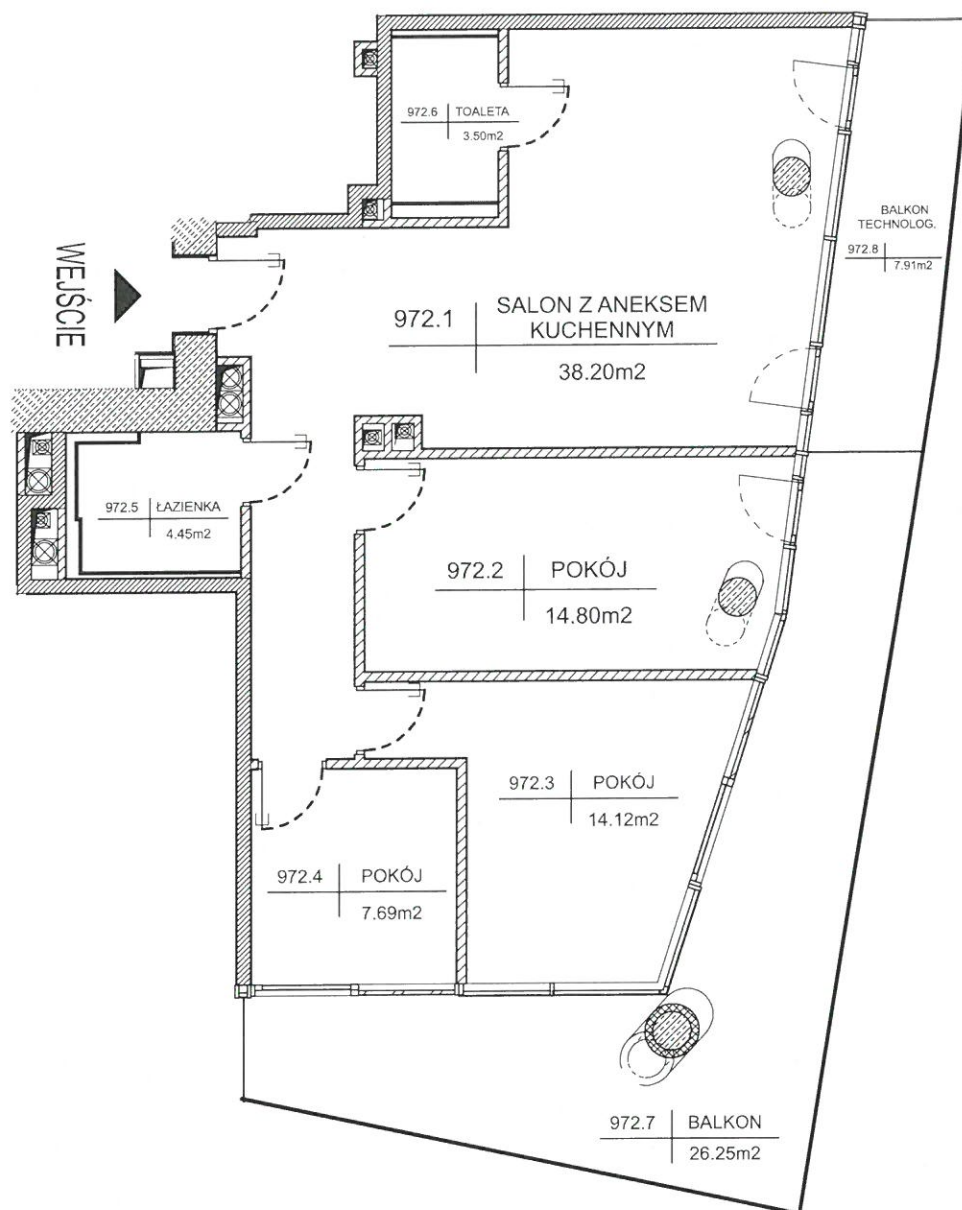 972.6 TOALETA
3.50m2
BALKON
TECHNOLOG.
972.8
7.91m2
WEJŚCIE
972.1 SALON Z ANEKSEM
KUCHENNYM
38.20m2
972.5 ŁAZIENKA
4.45m2
972.2 POKÓJ
14.80m2
972.3 POKÓJ
14.12m2
972.4 POKÓJ
7.69m2
972.7 BALKON
26.25m2